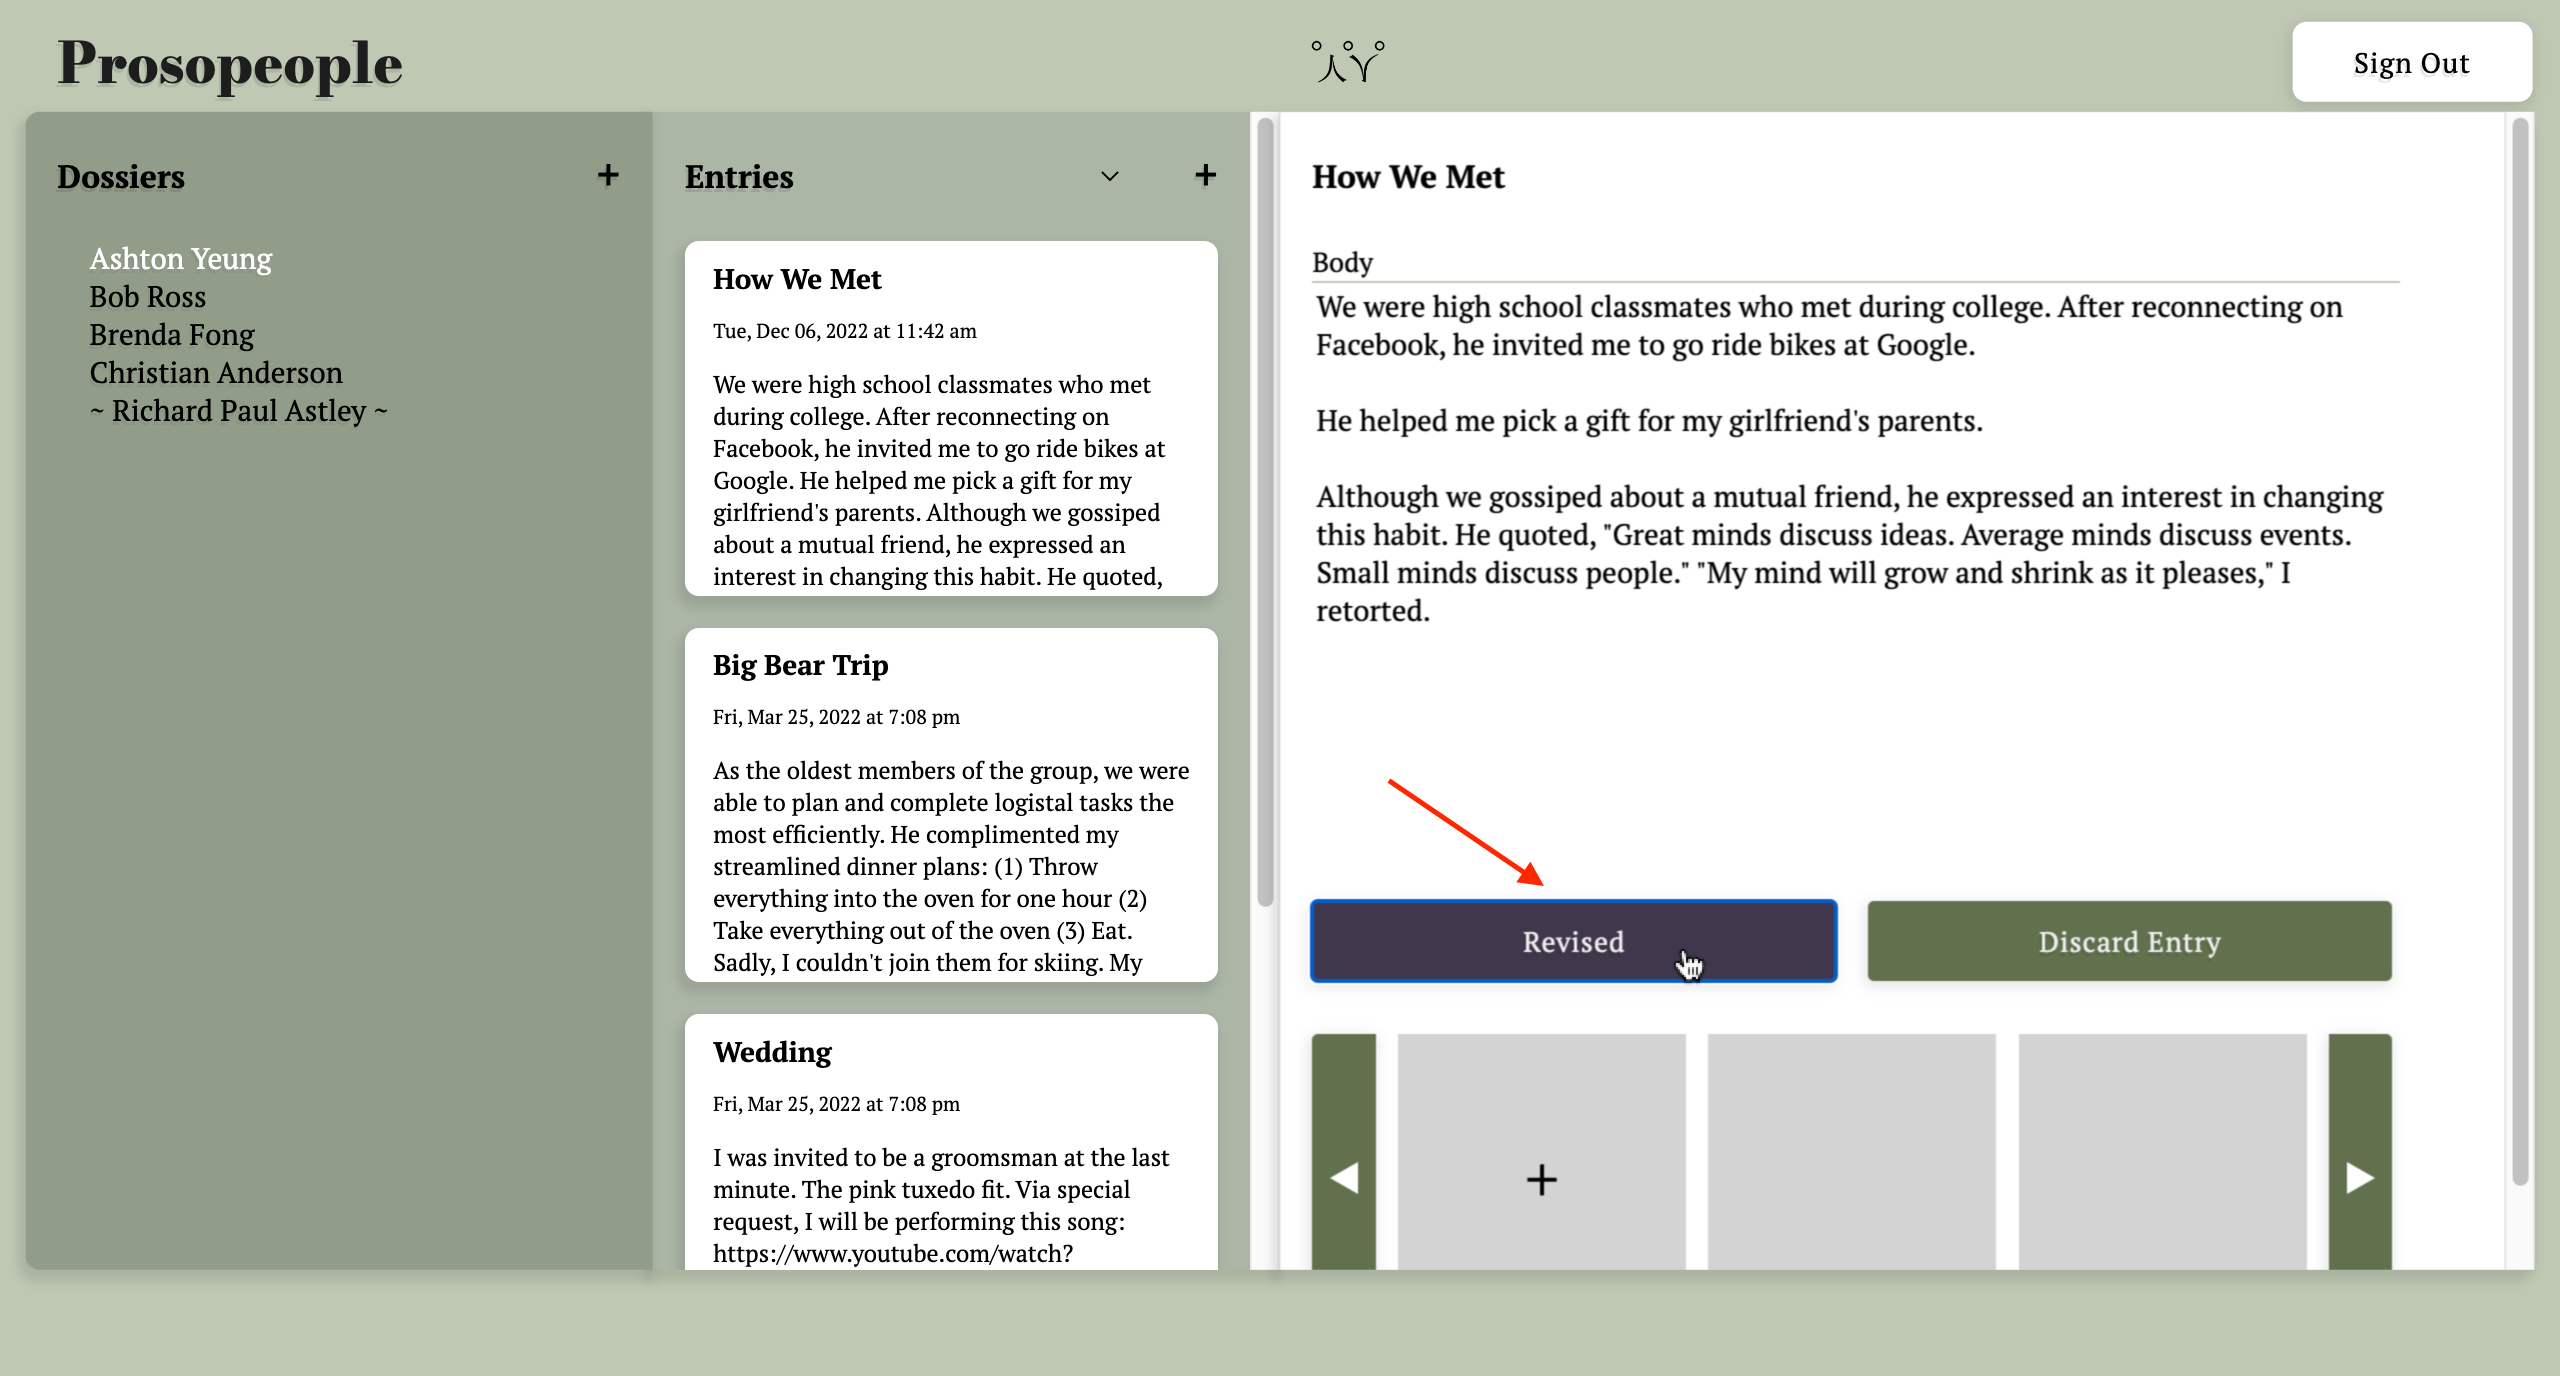 Prosopeople
Sign Out
Dossiers
+
Ashton Yeung
Bob Ross
Brenda Fong
Christian Anderson
~ Richard Paul Astley ~
Entries
+
How We Met
Tue, Dec 06, 2022 at 11:42 am
We were high school classmates who met
during college. After reconnecting on
Facebook, he invited me to go ride bikes at
Google. He helped me pick a gift for my
girlfriend's parents. Although we gossiped
about a mutual friend, he expressed an
interest in changing this habit. He quoted,
Big Bear Trip
Fri, Mar 25, 2022 at 7:08 pm
As the oldest members of the group, we were
able to plan and complete logistal tasks the
most efficiently. He complimented my
streamlined dinner plans: (1) Throw
everything into the oven for one hour (2)
Take everything out of the oven (3) Eat.
Sadly, I couldn't join them for skiing. My
Wedding
Fri, Mar 25, 2022 at 7:08 pm
I was invited to be a groomsman at the last
minute. The pink tuxedo fit. Via special
request, I will be performing this song:
https://www.youtube.com/watch?
How We Met
Body
We were high school classmates who met during college. After reconnecting on
Facebook, he invited me to go ride bikes at Google.
He helped me pick a gift for my girlfriend's parents.
Although we gossiped about a mutual friend, he expressed an interest in changing
this habit. He quoted, "Great minds discuss ideas. Average minds discuss events.
Small minds discuss people." "My mind will grow and shrink as it pleases," I
retorted.
Revised
Discard Entry
+